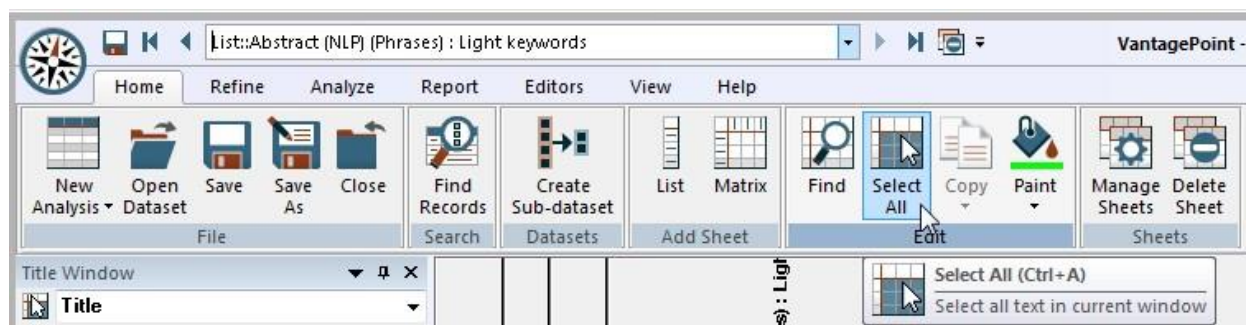 List::Abstract (NLP) (Phrases) : Light keywords
VantagePoint -
Home Refine Analyze Report Editors View Help
New Analysis
Open Dataset
Save
Save As
Close
Find Records
Create Sub-dataset
List
Matrix
Find
Select All
Copy
Paint
Manage Sheets
Delete Sheet
File Search Datasets Add Sheet Edit Sheets
Title Window
Title
s) : Ligh
Select All (Ctrl+A)
Select all text in current window